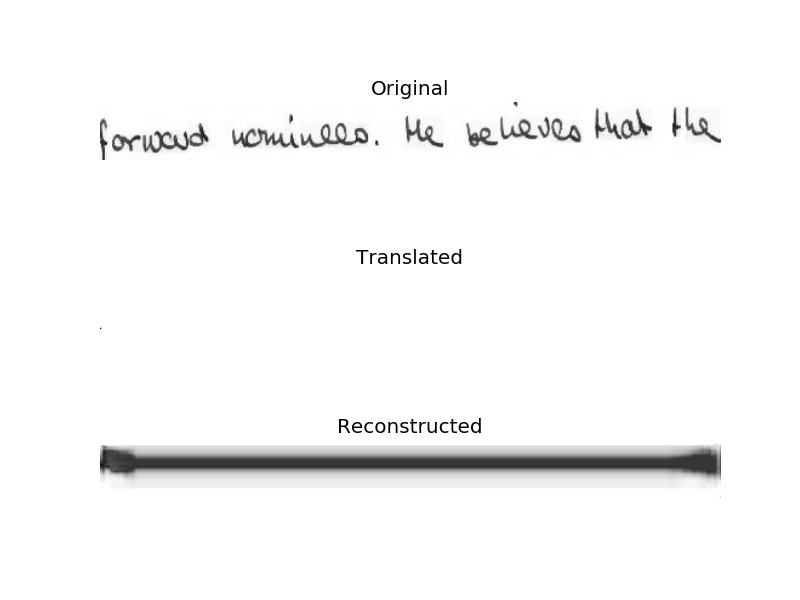 Original
forward nominees. He believes that the
Translated
Reconstructed